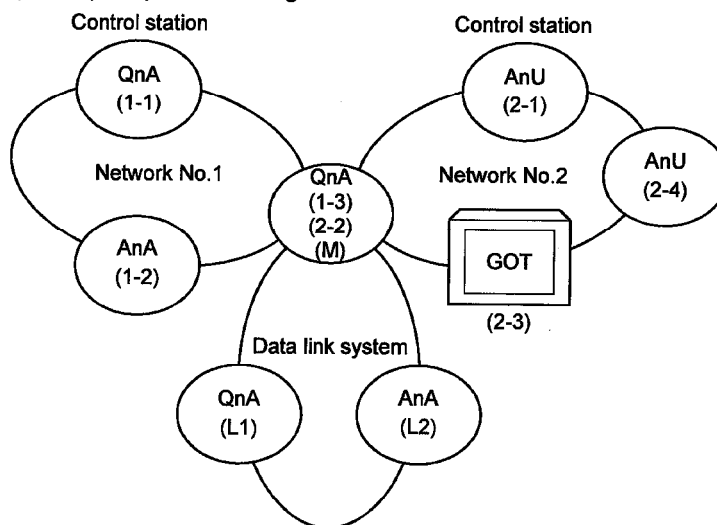 Control station
QnA
(1-1)
Network No.1
AnA
(1-2)
QnA
(1-3)
(2-2)
(M)
Control station
AnU
(2-1)
Network No.2
AnU
(2-4)
GOT
(2-3)
Data link system
QnA
(L1)
AnA
(L2)